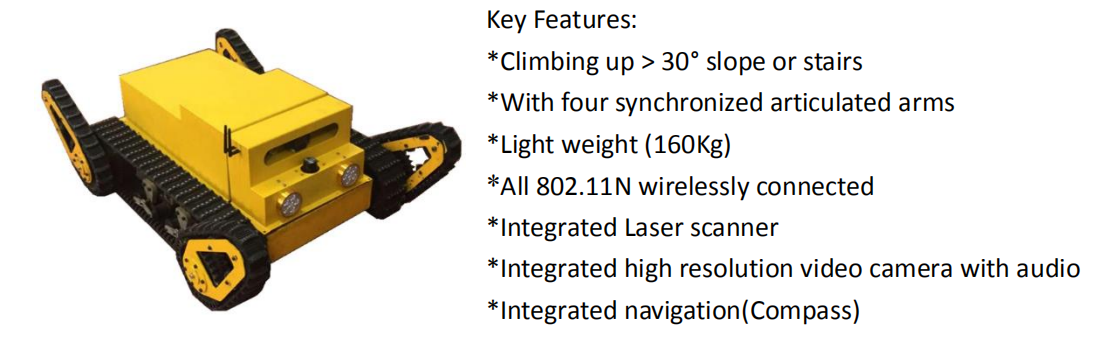 Key Features:
*Climbing up > 30° slope or stairs
*With four synchronized articulated arms
*Light weight (160Kg)
*All 802.11N wirelessly connected
*Integrated Laser scanner
*Integrated high resolution video camera with audio
*Integrated navigation(Compass)